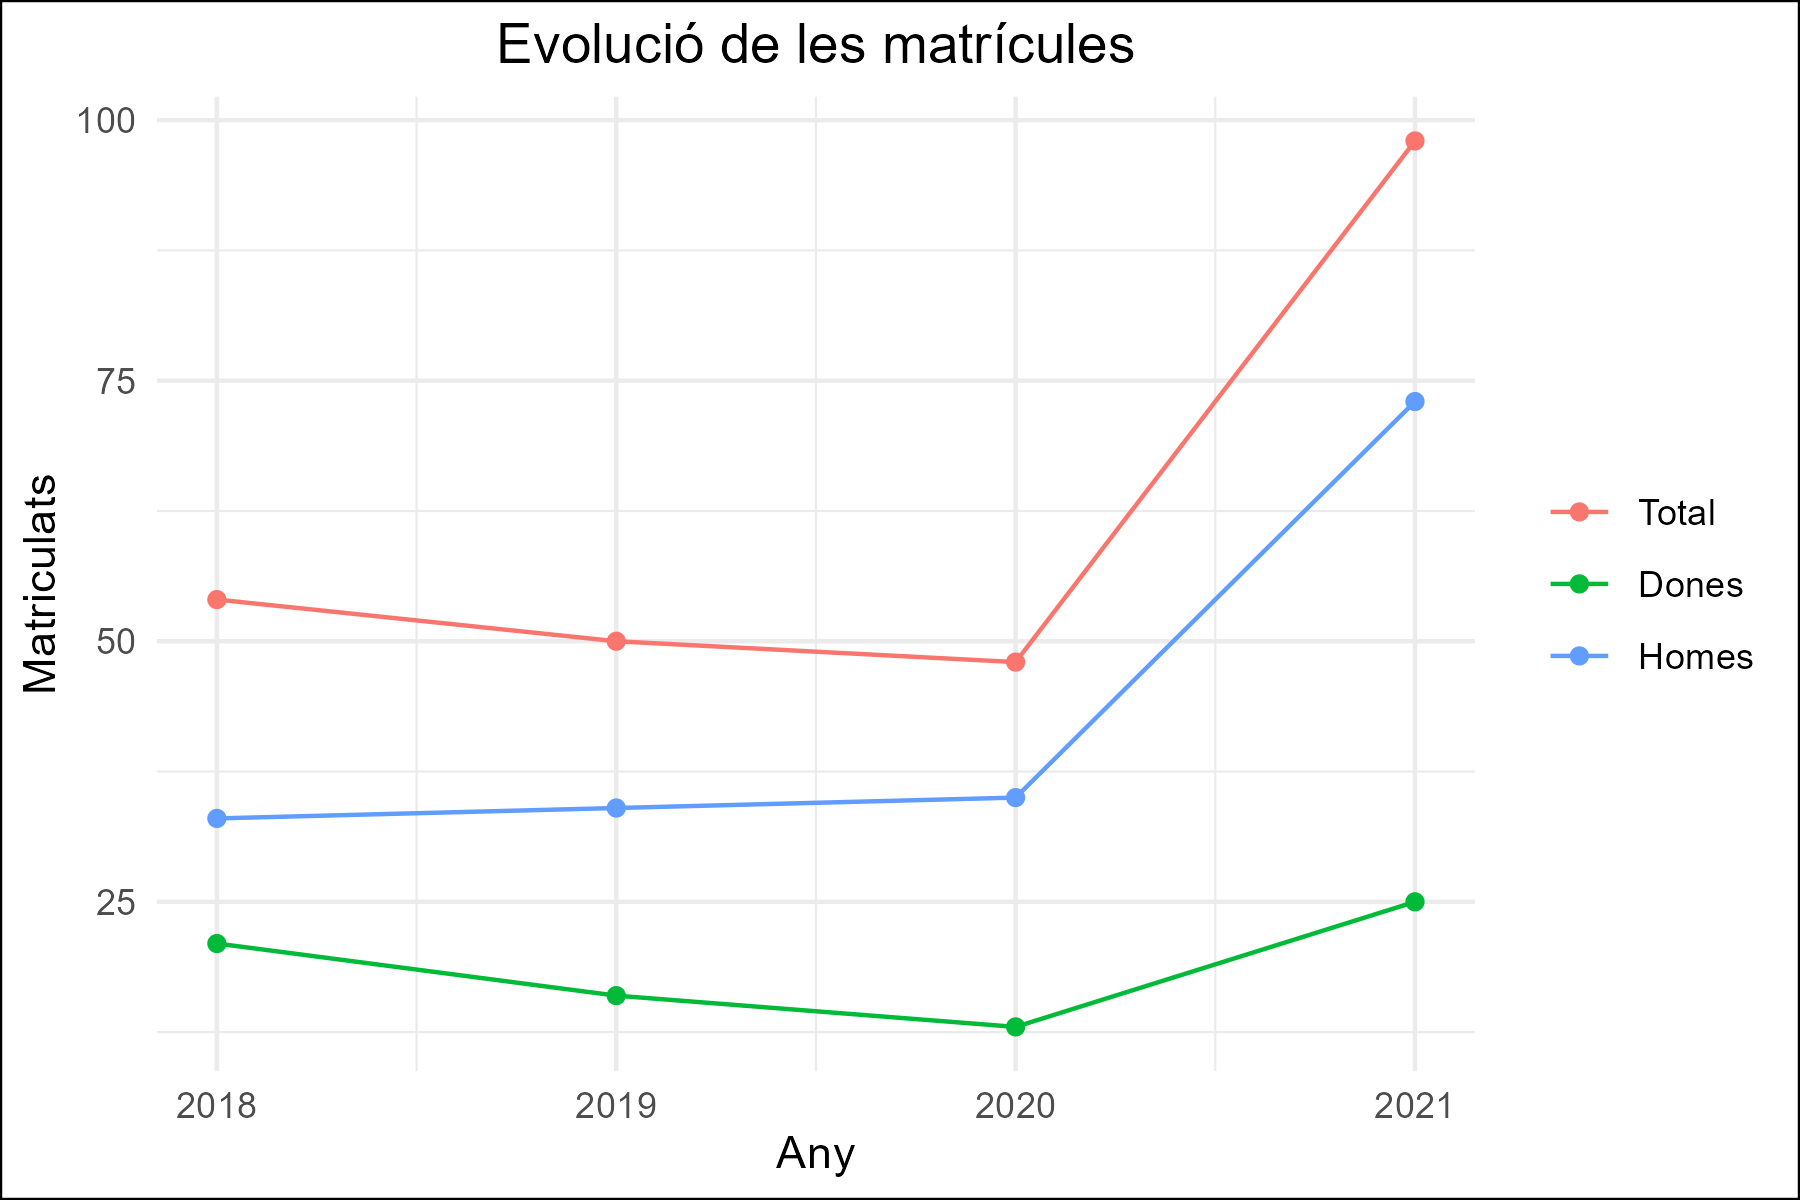 Evolució de les matrícules
100
75
50
25
Matriculats
2018 2019 2020 2021
Any
Total
Dones
Homes